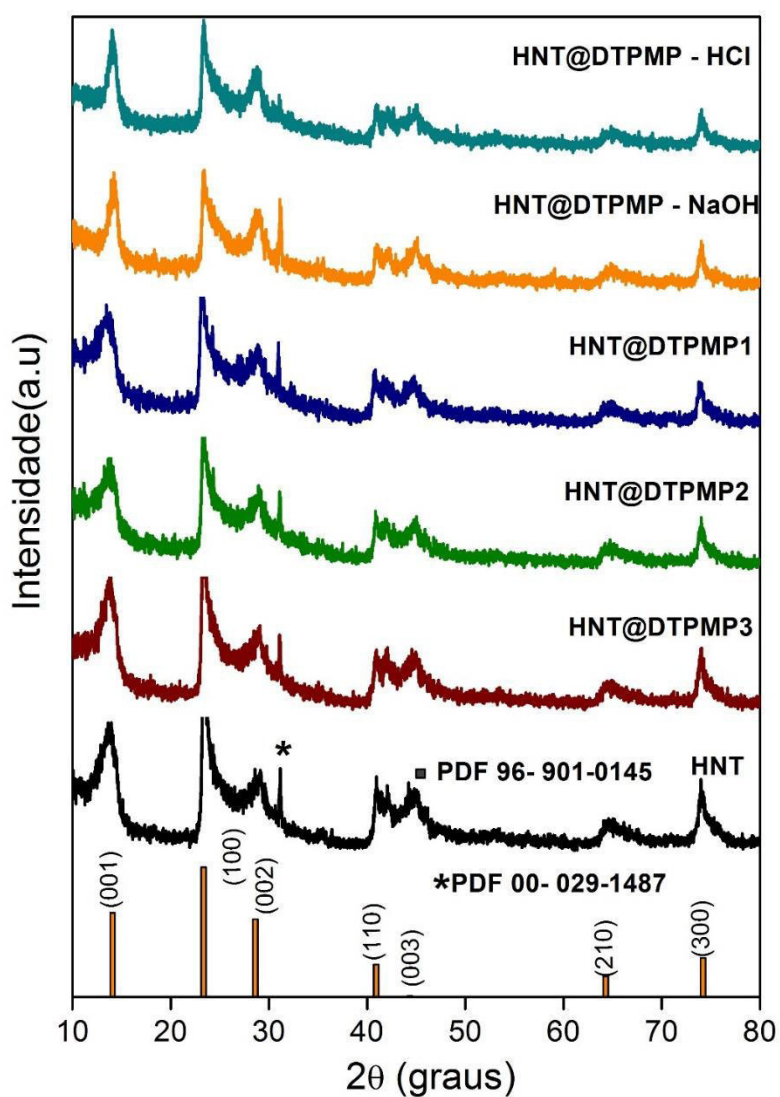 HNT@DTPMP - HCl
HNT@DTPMP - NaOH
HNT@DTPMP1
HNT@DTPMP2
HNT@DTPMP3
*
■ PDF 96- 901-0145
HNT
*PDF 00- 029-1487
(001)
(100)
(002)
(110)
(003)
(210)
(300)
Intensidade(a.u)
10 20 30 40 50 60 70 80
2θ (graus)